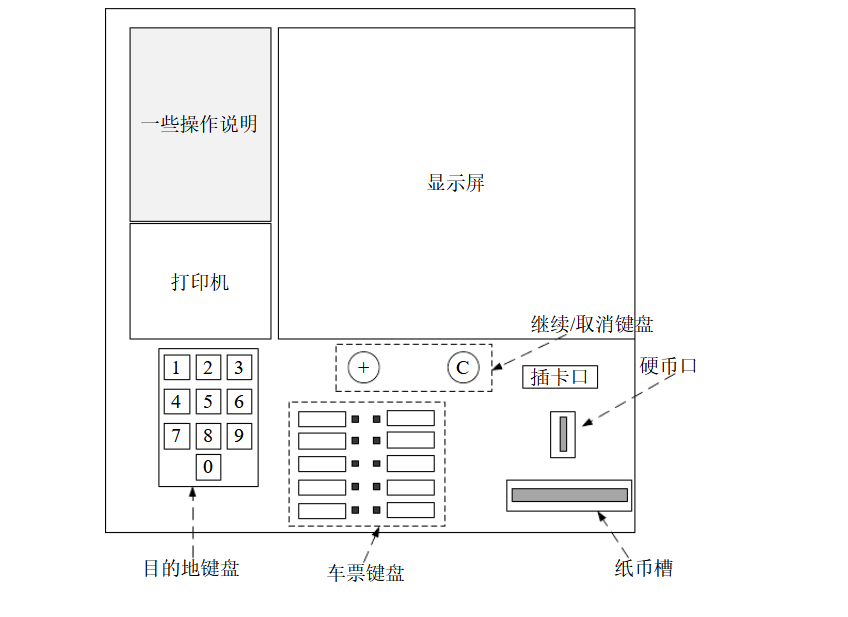 一些操作说明
显示屏
打印机
继续/取消键盘
+
C
插卡口
硬币口
1 2 3
4 5 6
7 8 9
0
目的地键盘
车票键盘
纸币槽